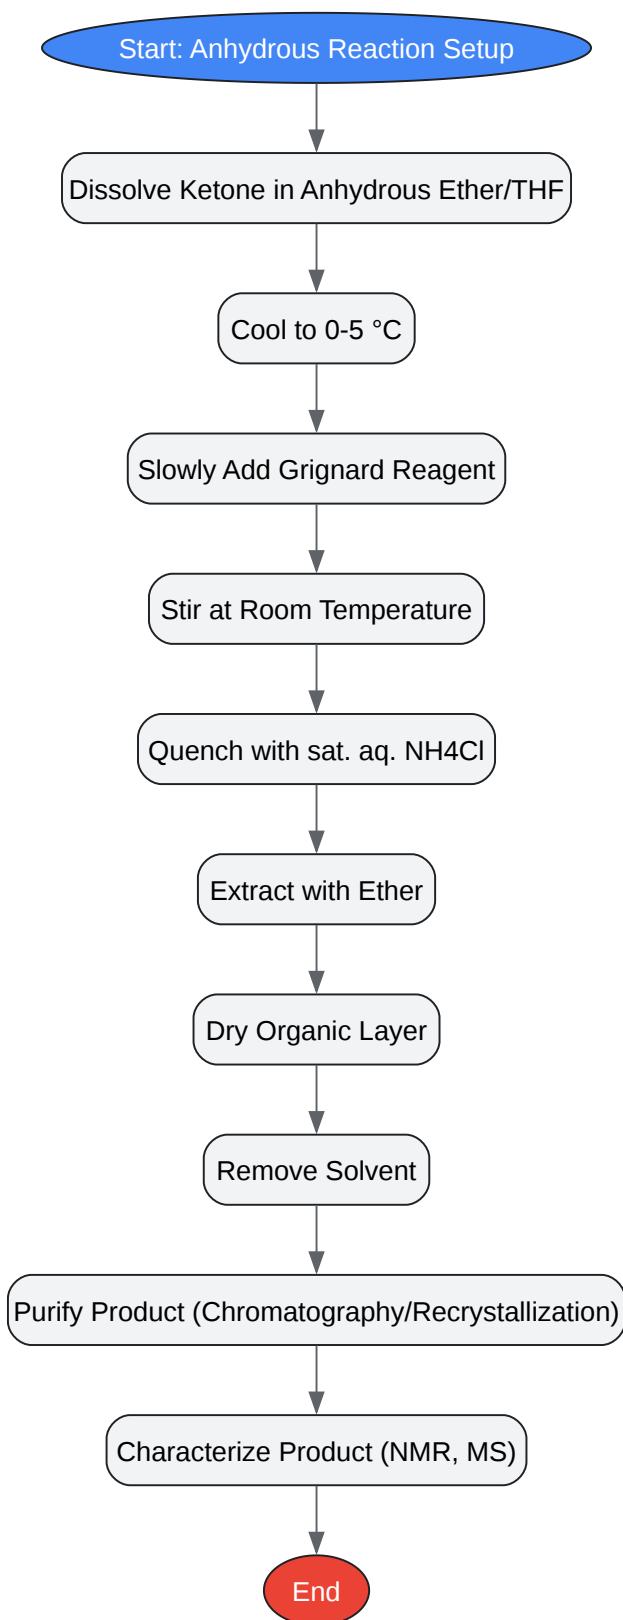 Start: Anhydrous Reaction Setup
Dissolve Ketone in Anhydrous Ether/THF
Cool to 0-5 °C
Slowly Add Grignard Reagent
Stir at Room Temperature
Quench with sat. aq. NH4Cl
Extract with Ether
Dry Organic Layer
Remove Solvent
Purify Product (Chromatography/Recrystallization)
Characterize Product (NMR, MS)
End